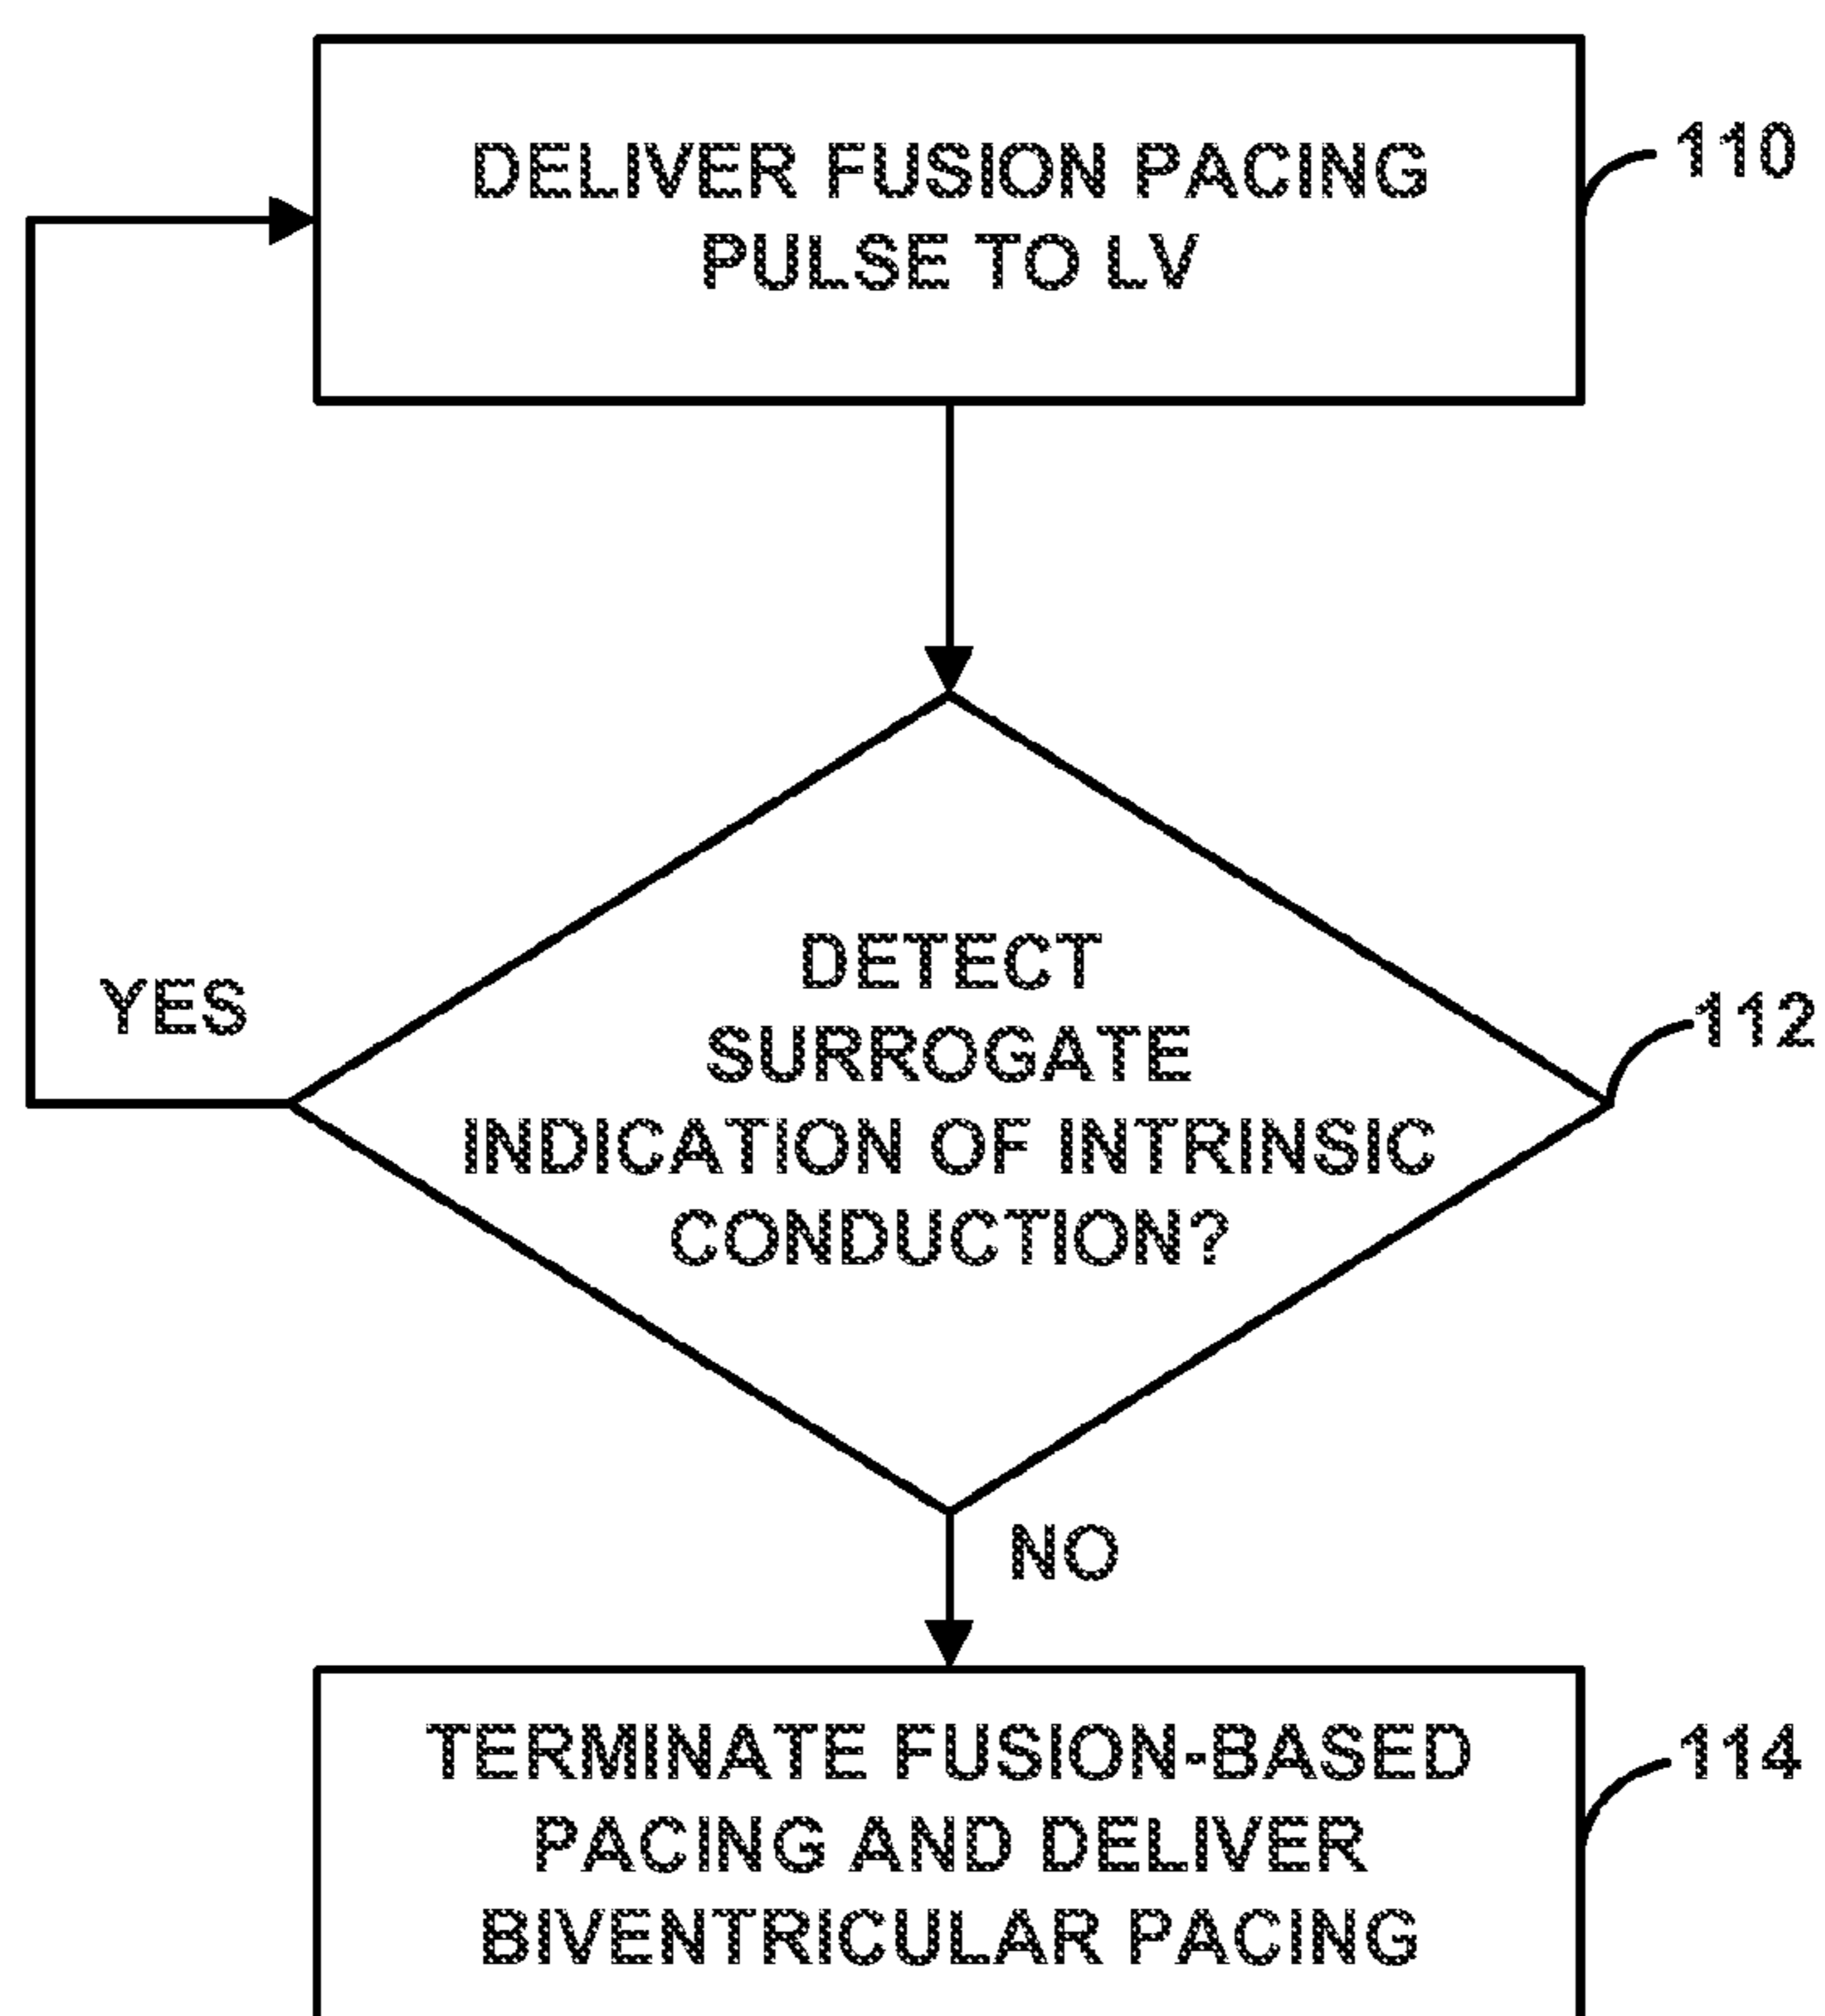 DELIVER FUSION PACING
PULSE TO LV
110
DETECT
SURROGATE
INDICATION OF INTRINSIC
CONDUCTION?
YES
112
NO
TERMINATE FUSION-BASED
PACING AND DELIVER
BIVENTRICULAR PACING
114